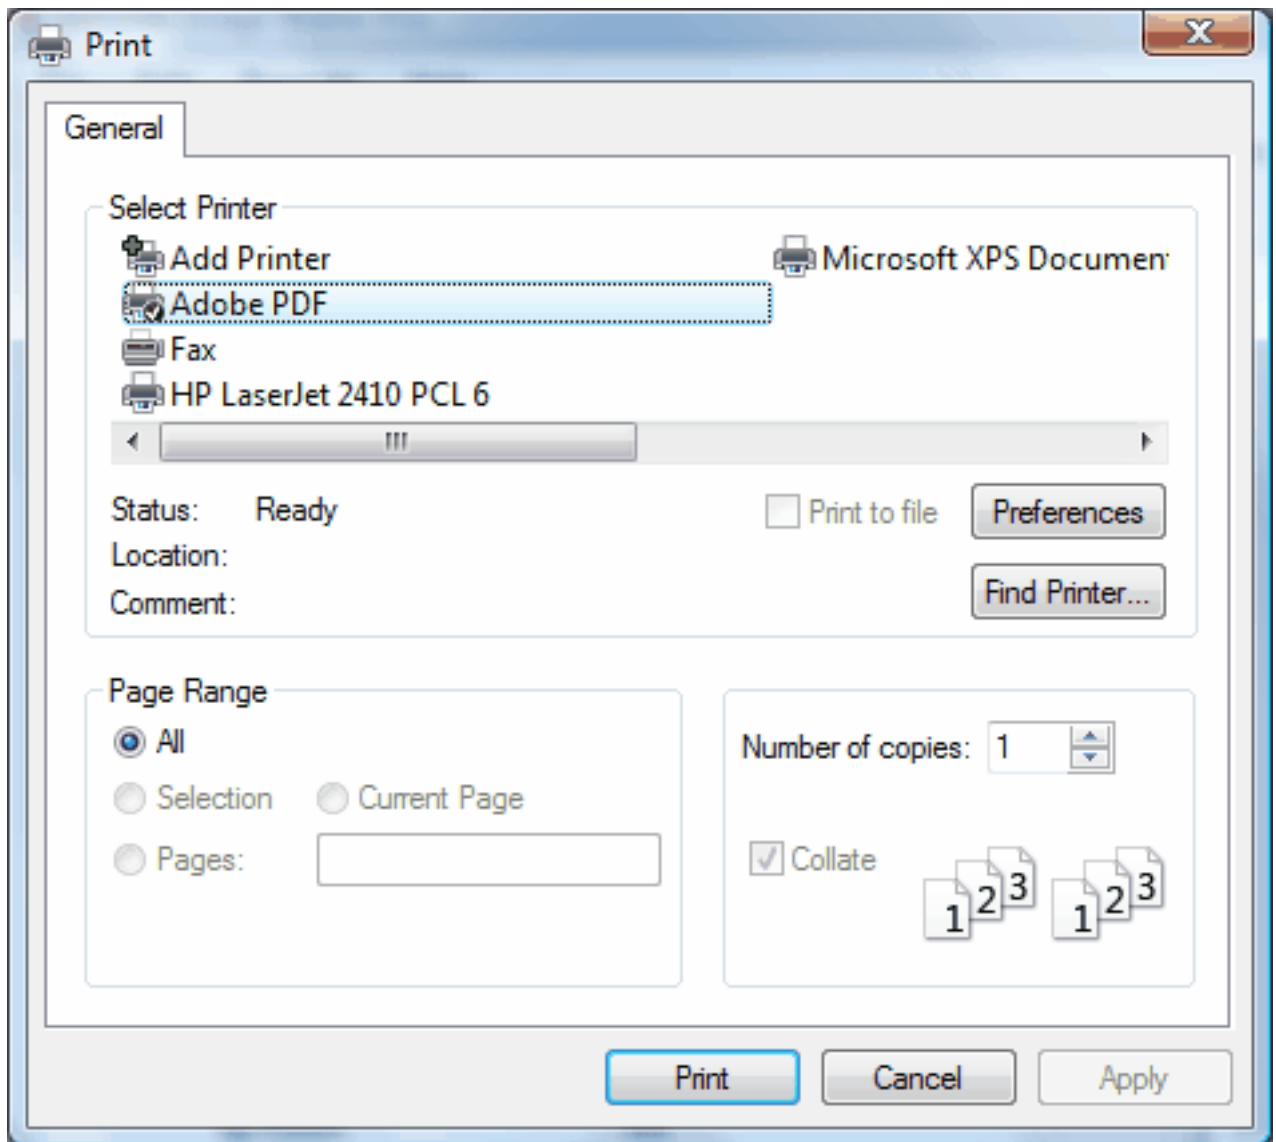 Print
General
Select Printer
Add Printer
Microsoft XPS Documen
Adobe PDF
Fax
HP LaserJet 2410 PCL 6
Status: Ready
Print to file
Preferences
Location:
Find Printer...
Comment:
Page Range
All
Number of copies: 1
Selection
Current Page
Pages:
Collate
1 2 3 1 2 3
Print
Cancel
Apply